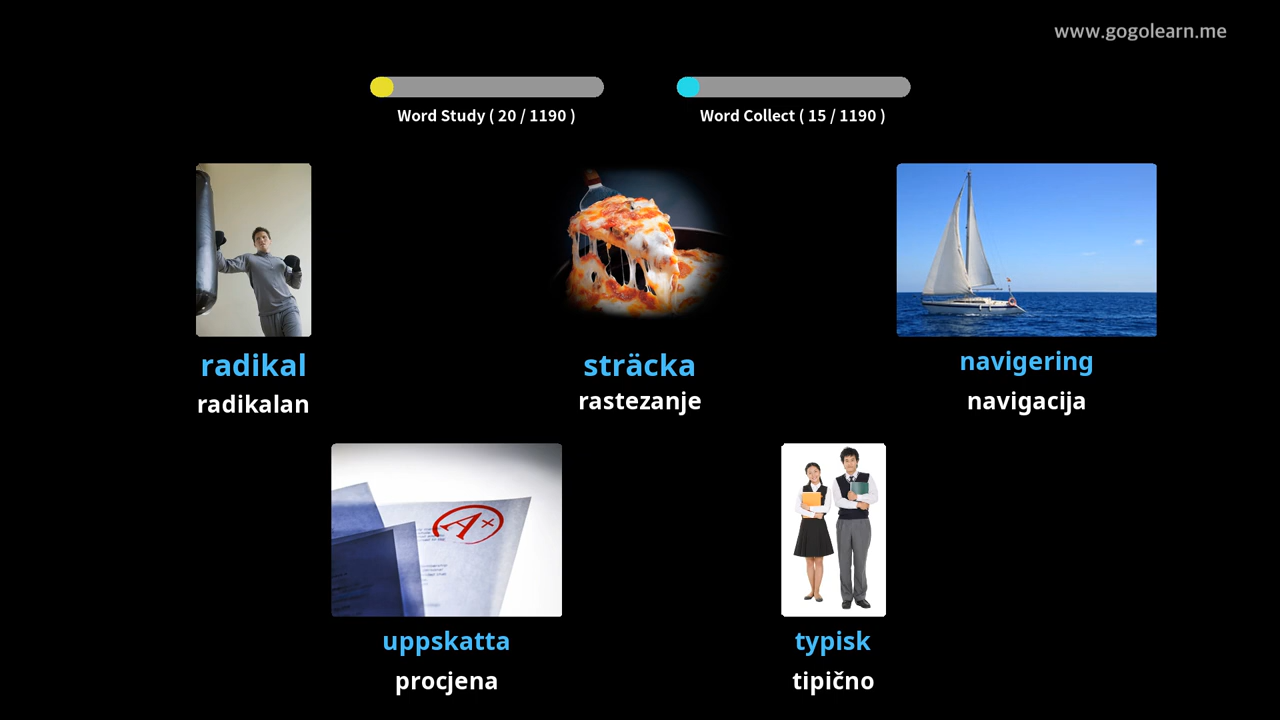 www.gogolearn.me
Word Study ( 20 / 1190 )
Word Collect ( 15 / 1190 )
radikal
radikalan
sträcka
rastezanje
navigering
navigacija
A+
uppskatta
procjena
typisk
tipično